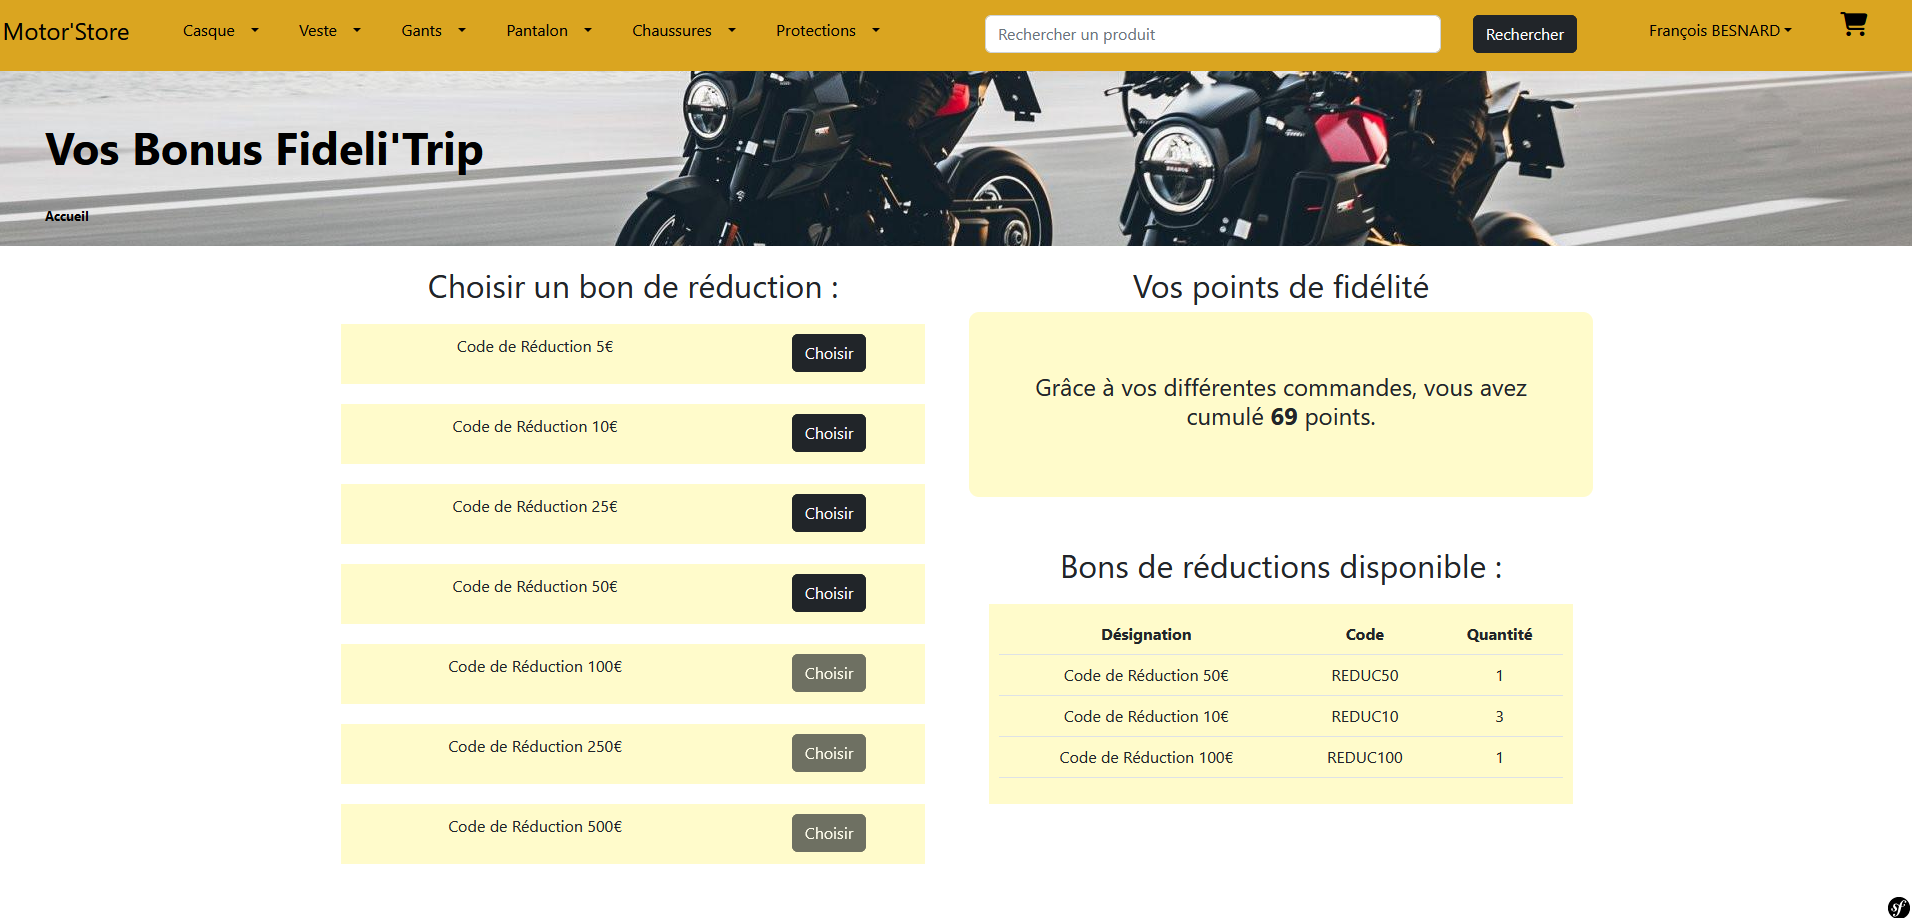 Motor'Store Casque Veste Gants Pantalon Chaussures Protections Rechercher un produit Rechercher François BESNARD
Vos Bonus Fideli'Trip
Accueil
Choisir un bon de réduction :
Code de Réduction 5€ Choisir
Code de Réduction 10€ Choisir
Code de Réduction 25€ Choisir
Code de Réduction 50€ Choisir
Code de Réduction 100€ Choisir
Code de Réduction 250€ Choisir
Code de Réduction 500€ Choisir
Vos points de fidélité
Grâce à vos différentes commandes, vous avez
cumulé 69 points.
Bons de réductions disponible :
Désignation Code Quantité
Code de Réduction 50€ REDUC50 1
Code de Réduction 10€ REDUC10 3
Code de Réduction 100€ REDUC100 1
sf